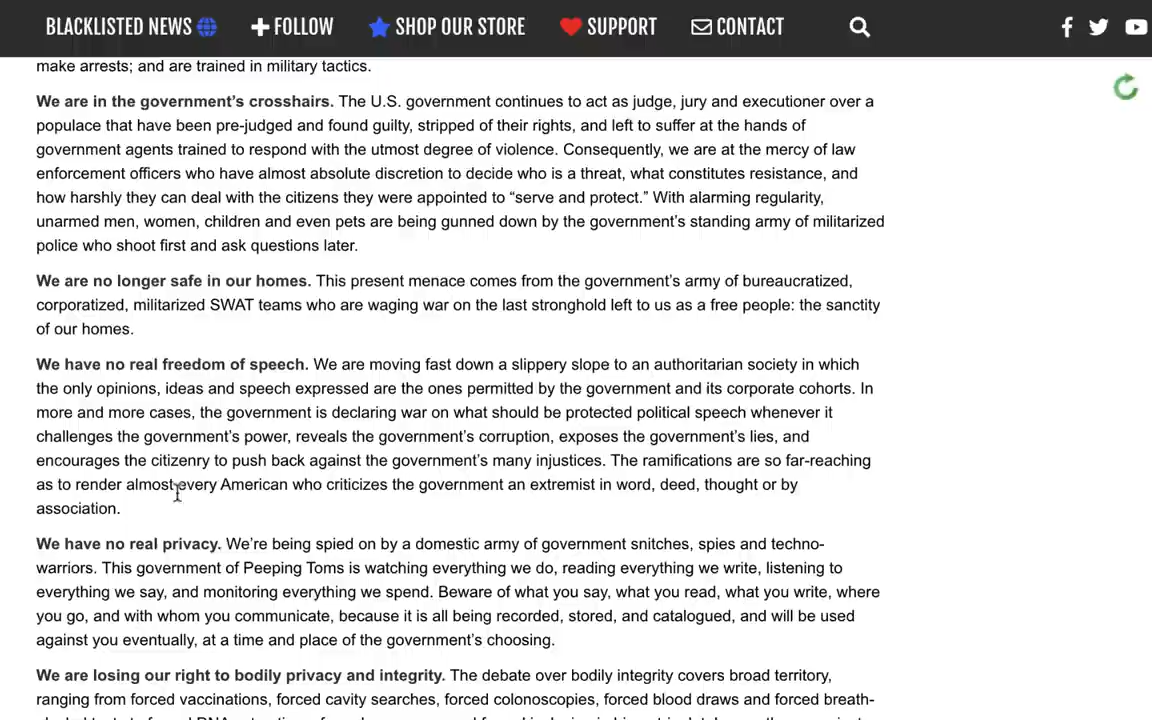 BLACKLISTED NEWS FOLLOW SHOP OUR STORE SUPPORT CONTACT
make arrests; and are trained in military tactics.
We are in the government’s crosshairs. The U.S. government continues to act as judge, jury and executioner over a
populace that have been pre-judged and found guilty, stripped of their rights, and left to suffer at the hands of
government agents trained to respond with the utmost degree of violence. Consequently, we are at the mercy of law
enforcement officers who have almost absolute discretion to decide who is a threat, what constitutes resistance, and
how harshly they can deal with the citizens they were appointed to “serve and protect.” With alarming regularity,
unarmed men, women, children and even pets are being gunned down by the government’s standing army of militarized
police who shoot first and ask questions later.
We are no longer safe in our homes. This present menace comes from the government’s army of bureaucratized,
corporatized, militarized SWAT teams who are waging war on the last stronghold left to us as a free people: the sanctity
of our homes.
We have no real freedom of speech. We are moving fast down a slippery slope to an authoritarian society in which
the only opinions, ideas and speech expressed are the ones permitted by the government and its corporate cohorts. In
more and more cases, the government is declaring war on what should be protected political speech whenever it
challenges the government’s power, reveals the government’s corruption, exposes the government’s lies, and
encourages the citizenry to push back against the government’s many injustices. The ramifications are so far-reaching
as to render almost every American who criticizes the government an extremist in word, deed, thought or by
association.
We have no real privacy. We’re being spied on by a domestic army of government snitches, spies and techno-
warriors. This government of Peeping Toms is watching everything we do, reading everything we write, listening to
everything we say, and monitoring everything we spend. Beware of what you say, what you read, what you write, where
you go, and with whom you communicate, because it is all being recorded, stored, and catalogued, and will be used
against you eventually, at a time and place of the government’s choosing.
We are losing our right to bodily privacy and integrity. The debate over bodily integrity covers broad territory,
ranging from forced vaccinations, forced cavity searches, forced colonoscopies, forced blood draws and forced breath-